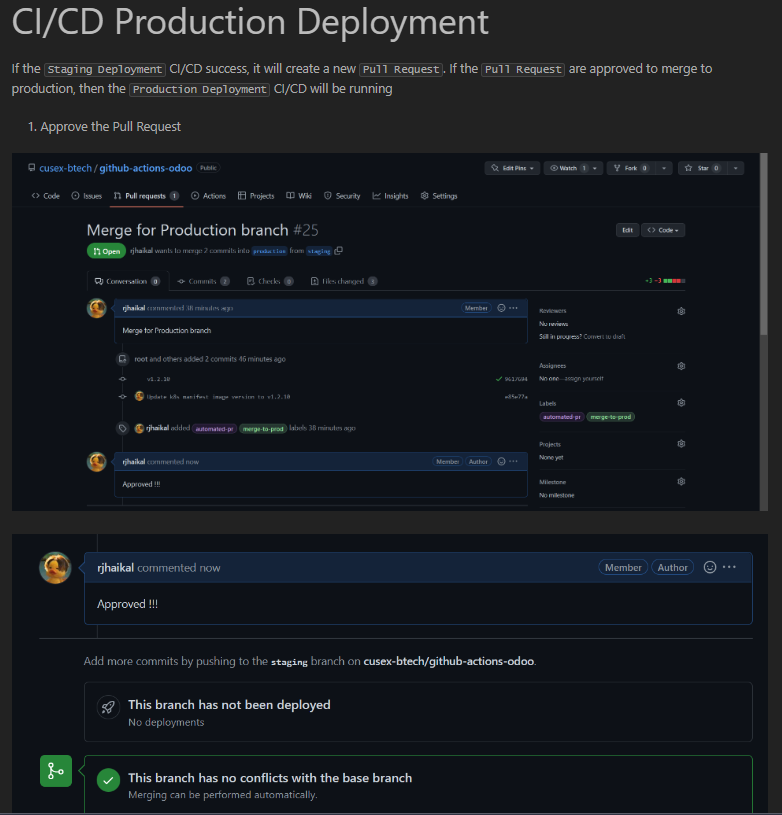 CI/CD Production Deployment
If the Staging Deployment CI/CD success, it will create a new Pull Request. If the Pull Request are approved to merge to
production, then the Production Deployment CI/CD will be running
1. Approve the Pull Request
cusex-btech / github-actions-odoo Public
Edit Pins Watch 1 Fork 0 Star 0
Code Issues Pull requests 1 Actions Projects Wiki Security Insights Settings
Merge for Production branch #25
Edit Code
Open rjhaikal wants to merge 2 commits into production from staging
Conversation 0 Commits 2 Checks 0 Files changed 3 +3 −3
rjhaikal commented 38 minutes ago Member
Merge for Production branch
root and others added 2 commits 46 minutes ago
v1.2.10
Update k8s manifest image version to v1.2.10
rjhaikal added automated-pr merge-to-prod labels 38 minutes ago
rjhaikal commented now Member Author
Approved !!!
Reviewers
No reviews
Still in progress? Convert to draft
Assignees
No one—assign yourself
Labels
automated-pr merge-to-prod
Projects
None yet
Milestone
No milestone
rjhaikal commented now Member Author
Approved !!!
Add more commits by pushing to the staging branch on cusex-btech/github-actions-odoo.
This branch has not been deployed
No deployments
This branch has no conflicts with the base branch
Merging can be performed automatically.